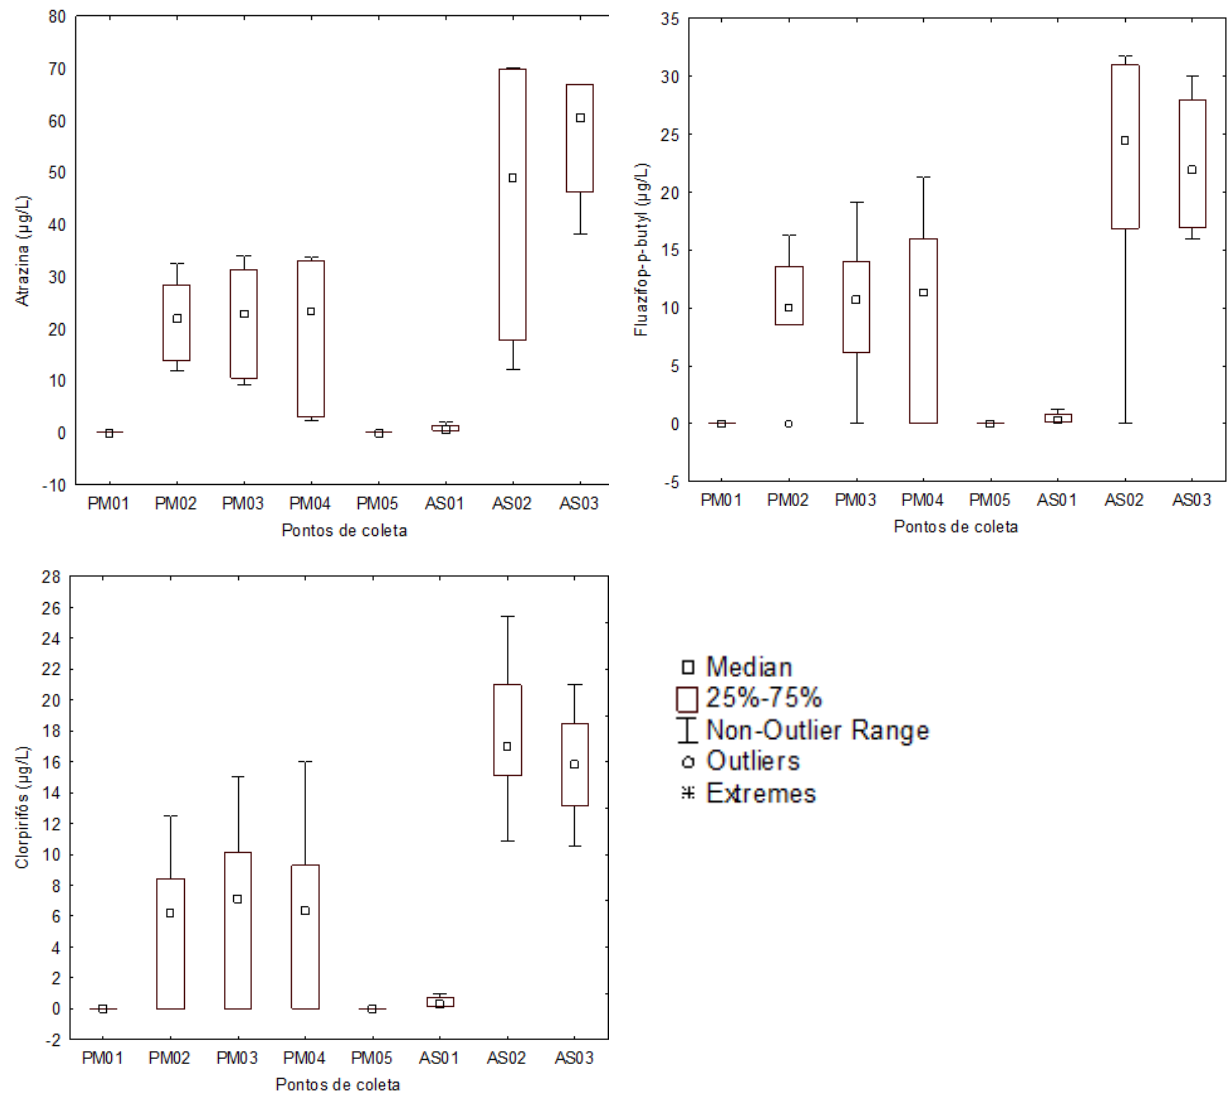 80
70
60
50
40
30
20
10
0
-10
Atrazina (µg/L)
PM01 PM02 PM03 PM04 PM05 AS01 AS02 AS03
Pontos de coleta
35
30
25
20
15
10
5
0
-5
Fluazifop-p-butyl (µg/L)
PM01 PM02 PM03 PM04 PM05 AS01 AS02 AS03
Pontos de coleta
28
26
24
22
20
18
16
14
12
10
8
6
4
2
0
-2
Clorpirifós (µg/L)
PM01 PM02 PM03 PM04 PM05 AS01 AS02 AS03
Pontos de coleta
Median
25%-75%
Non-Outlier Range
Outliers
Extremes